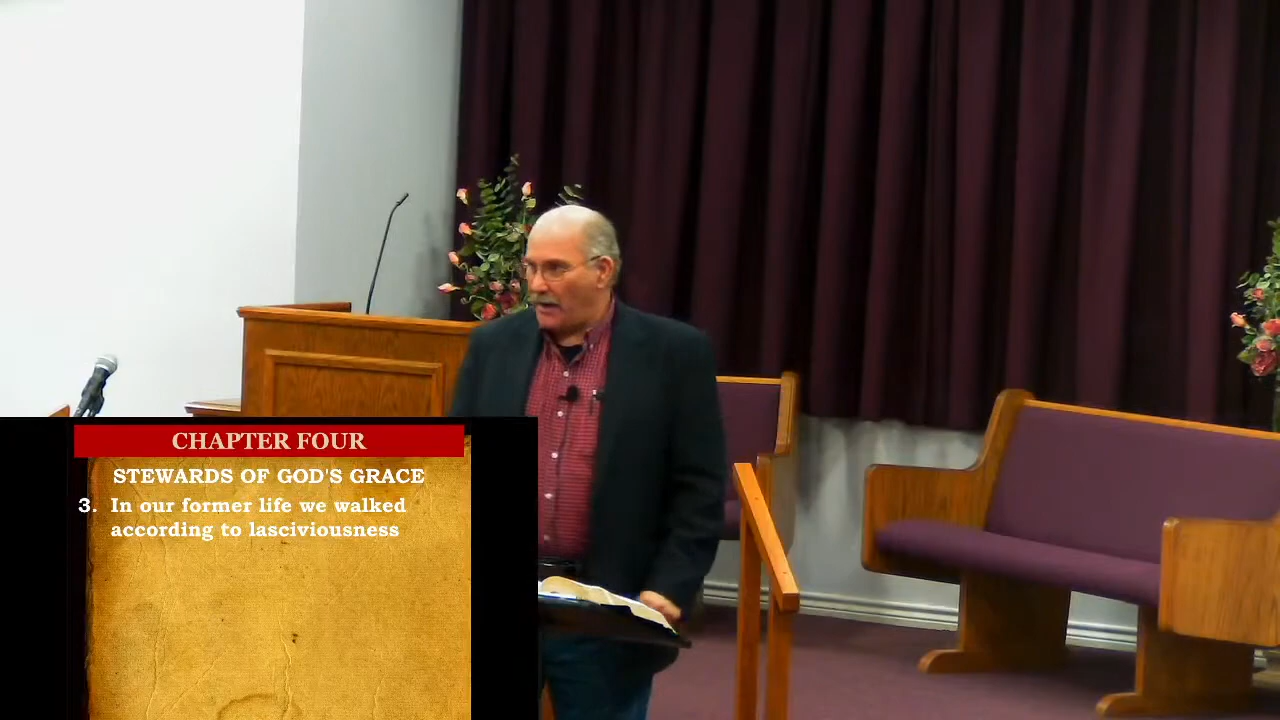 CHAPTER FOUR
STEWARDS OF GOD'S GRACE
3. In our former life we walked
according to lasciviousness